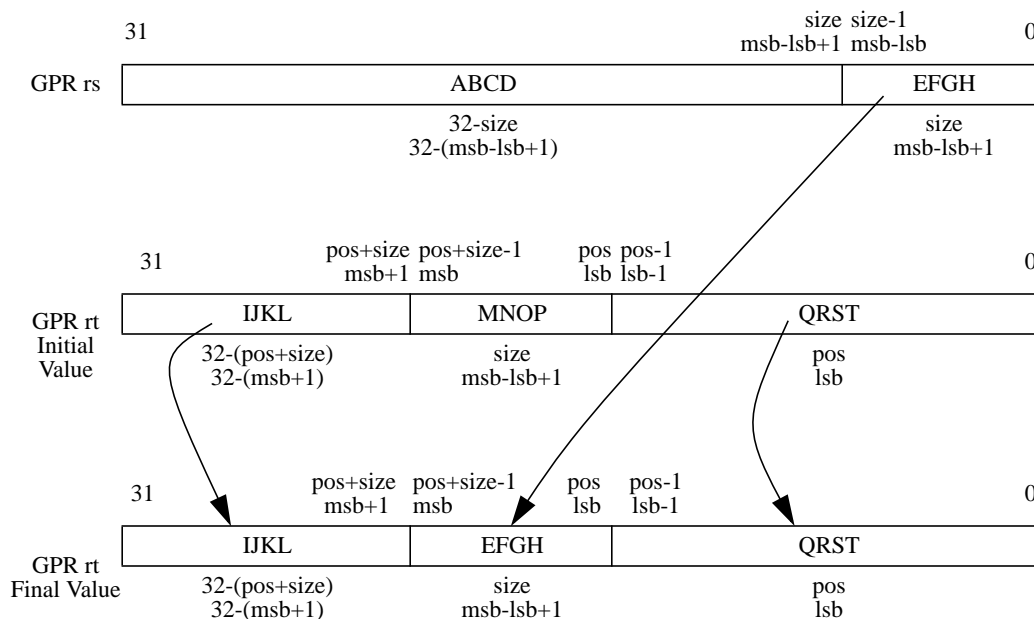 31 size size-1 0
msb-lsb+1 msb-lsb
GPR rs ABCD EFGH
32-size size
32-(msb-lsb+1) msb-lsb+1
31 pos+size pos+size-1 pos pos-1 0
msb+1 msb lsb lsb-1
GPR rt Initial Value IJKL MNOP QRST
32-(pos+size) size pos
32-(msb+1) msb-lsb+1 lsb
31 pos+size pos+size-1 pos pos-1 0
msb+1 msb lsb lsb-1
GPR rt Final Value IJKL EFGH QRST
32-(pos+size) size pos
32-(msb+1) msb-lsb+1 lsb